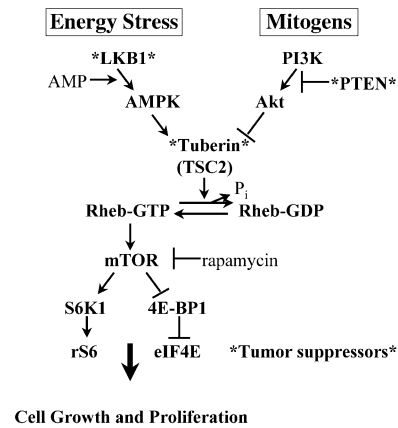 Energy Stress Mitogens
*LKB1* PI3K
AMP *PTEN*
AMPK Akt
*Tuberin*
(TSC2)
Pi
Rheb-GTP Rheb-GDP
mTOR rapamycin
S6K1 4E-BP1
rS6 eIF4E *Tumor suppressors*
Cell Growth and Proliferation